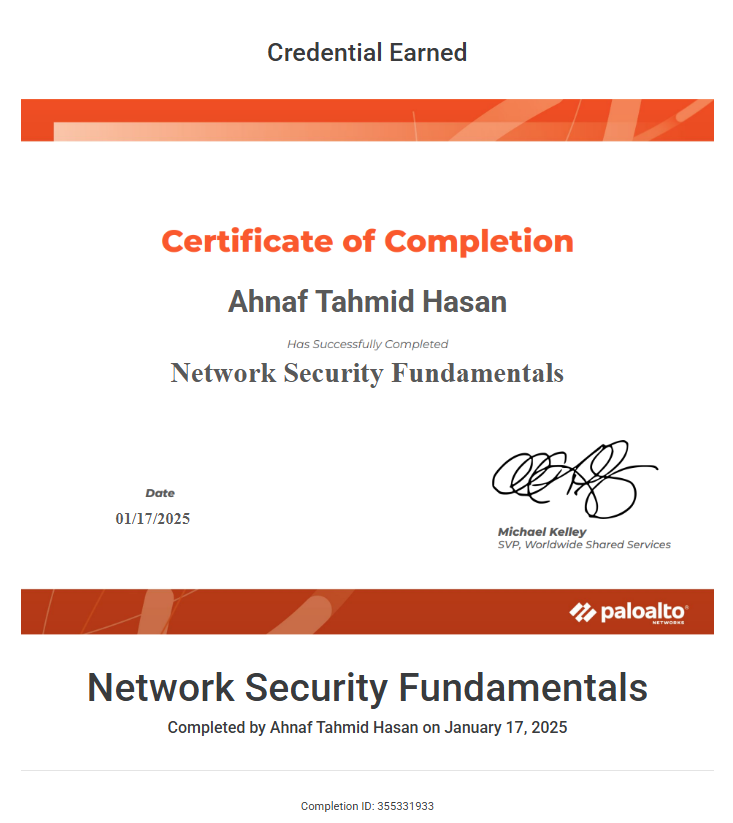 Credential Earned
Certificate of Completion
Ahnaf Tahmid Hasan
Has Successfully Completed
Network Security Fundamentals
Date
01/17/2025
Michael Kelley
SVP, Worldwide Shared Services
paloalto®
NETWORKS
Network Security Fundamentals
Completed by Ahnaf Tahmid Hasan on January 17, 2025
Completion ID: 355331933